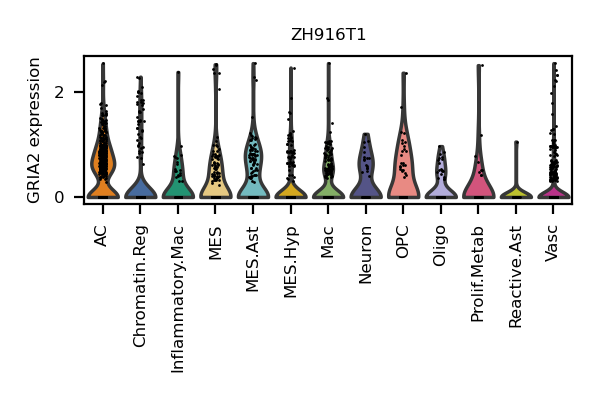 ZH916T1
GRIA2 expression
2
0
AC
Chromatin.Reg
Inflammatory.Mac
MES
MES.Ast
MES.Hyp
Mac
Neuron
OPC
Oligo
Prolif.Metab
Reactive.Ast
Vasc